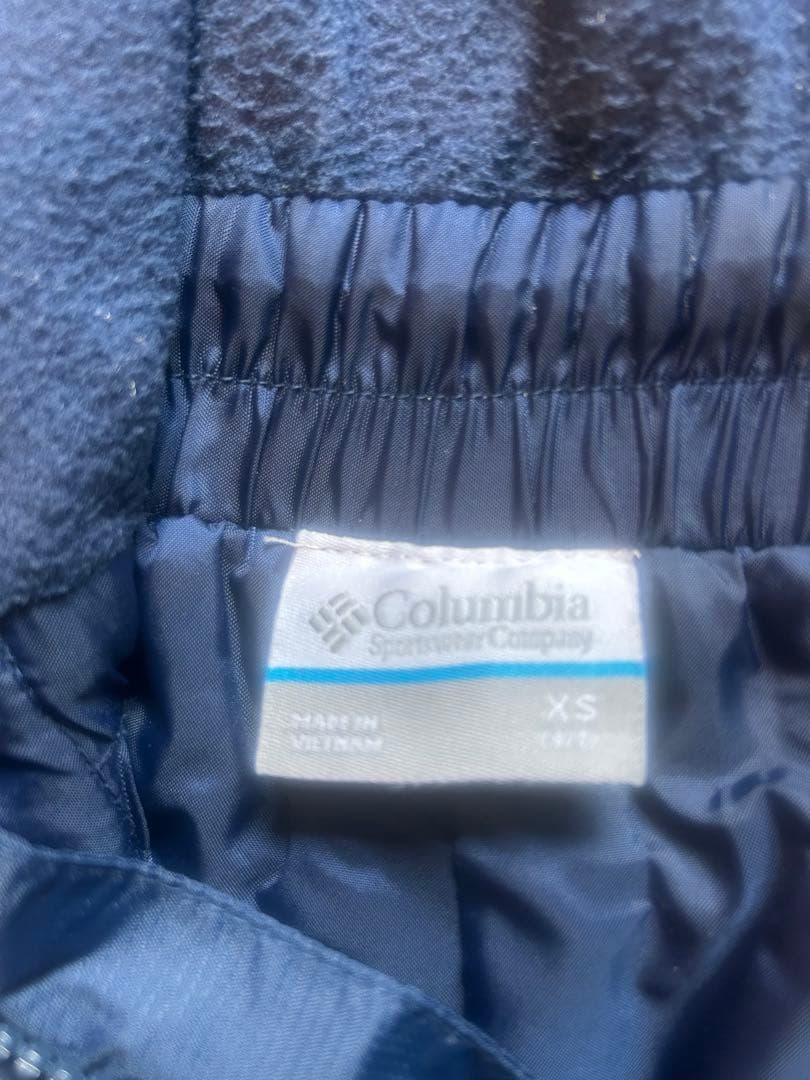 Columbia
Sportswear Company
XS
MADE IN
VIETNAM